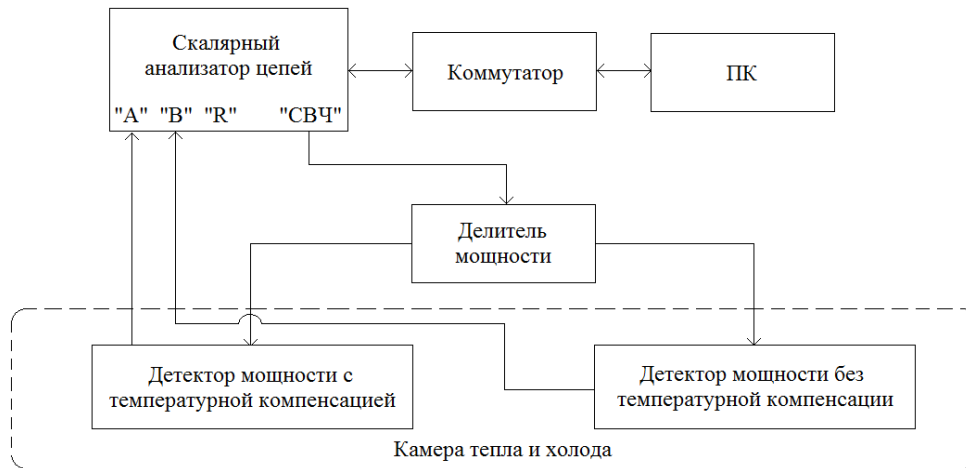 Скалярный
анализатор цепей
"А" "В" "R" "СВЧ"
Коммутатор
ПК
Делитель
мощности
Детектор мощности с
температурной компенсацией
Детектор мощности без
температурной компенсации
Камера тепла и холода